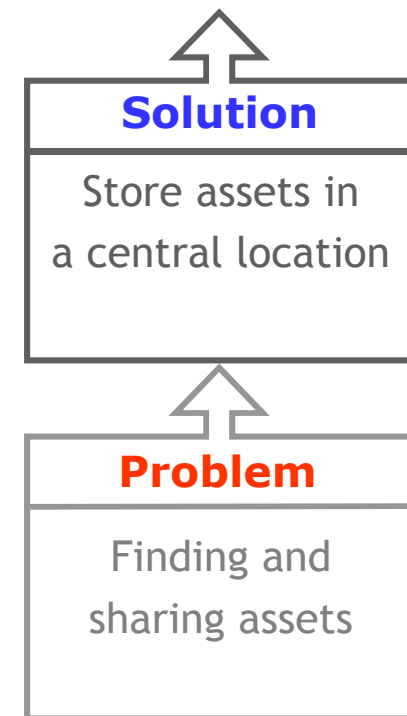 Solution
Store assets in
a central location
Problem
Finding and
sharing assets